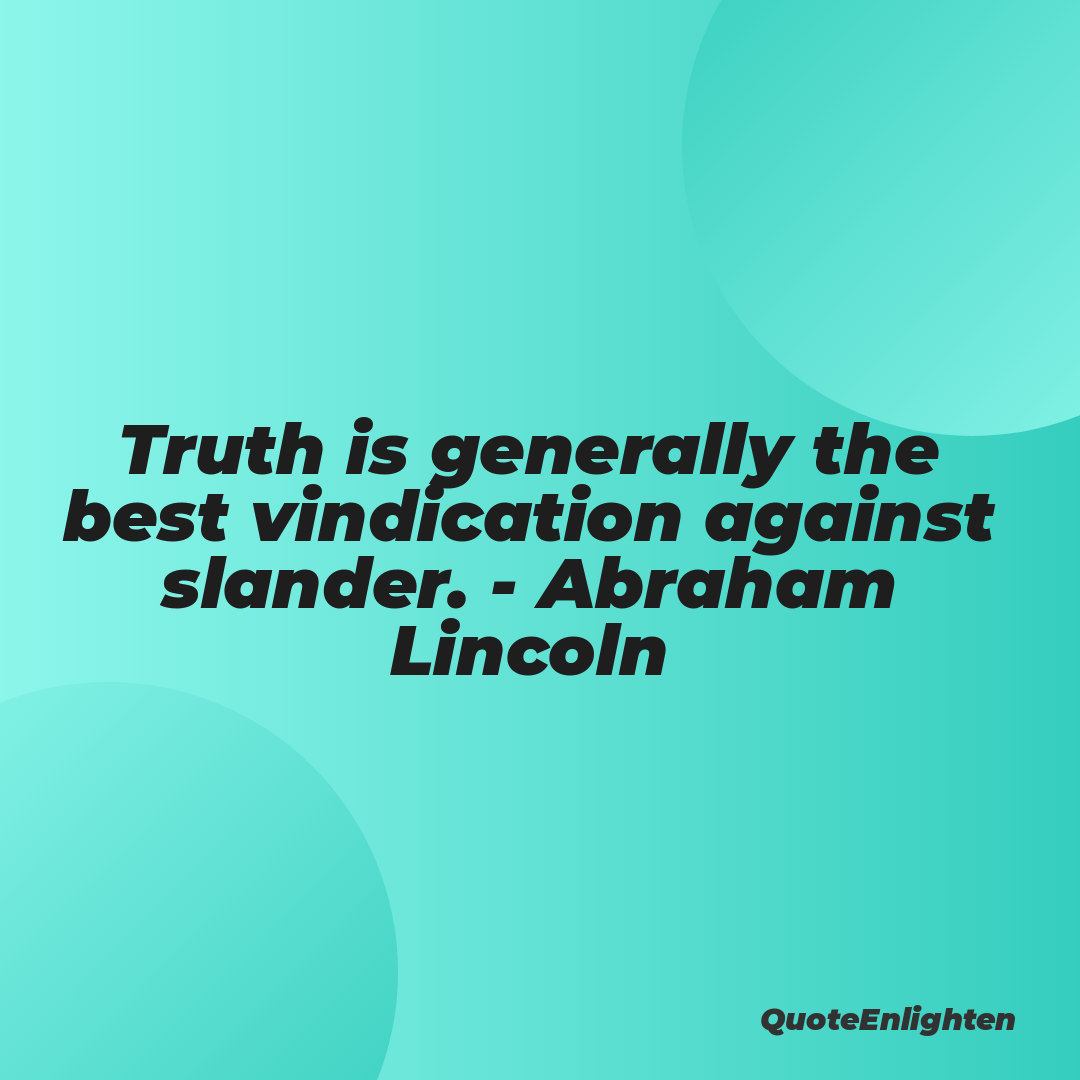 Truth is generally the
best vindication against
slander. - Abraham
Lincoln
QuoteEnlighten